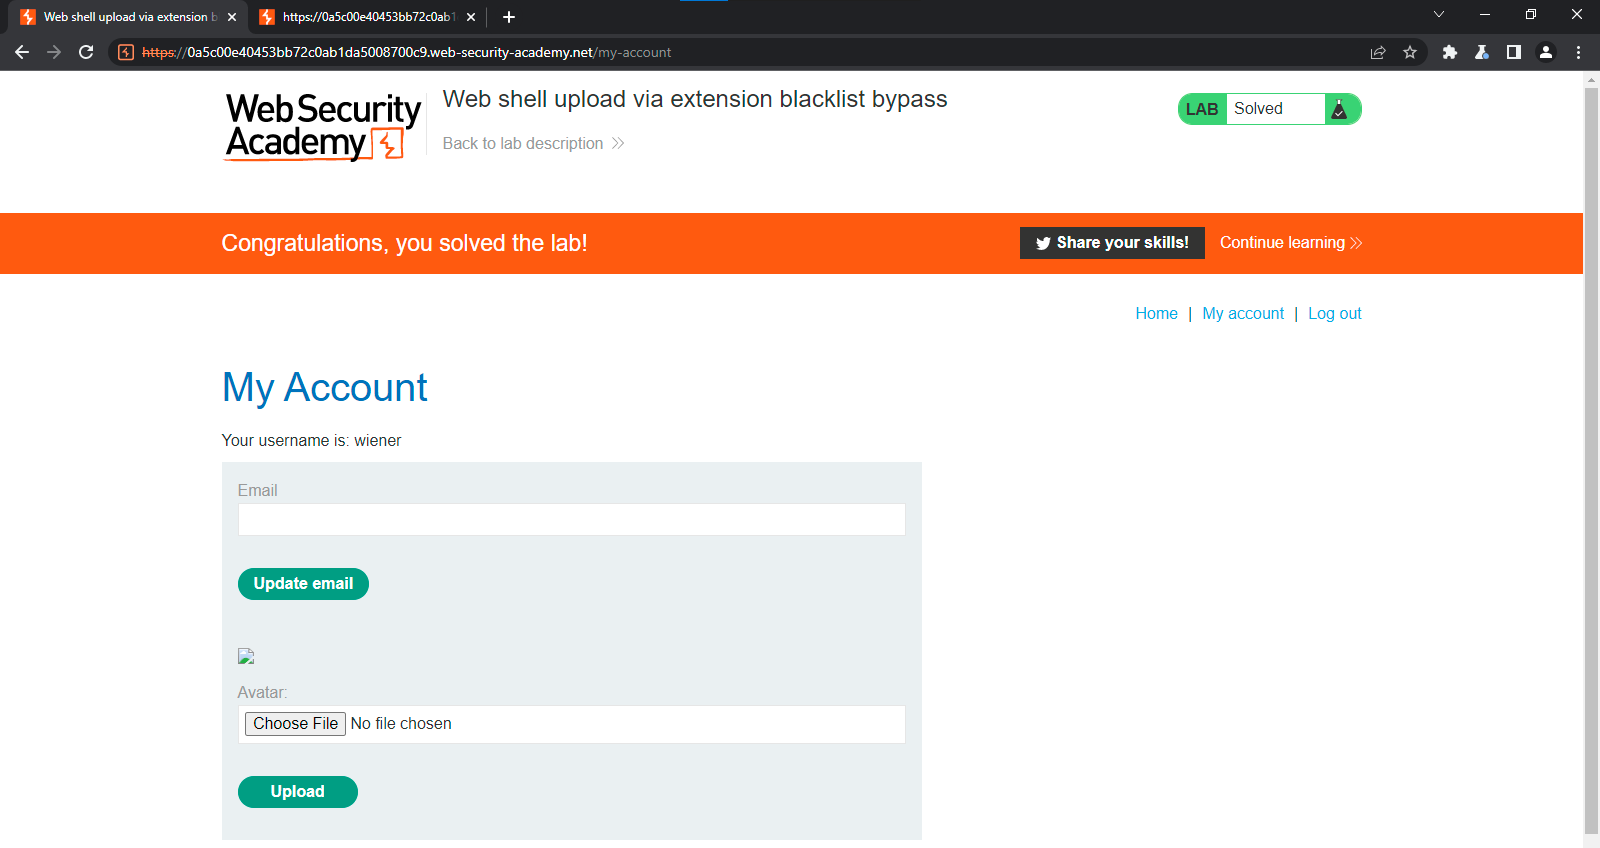 Web shell upload via extension b
https://0a5c00e40453bb72c0ab1
https://0a5c00e40453bb72c0ab1da5008700c9.web-security-academy.net/my-account
Web Security
Academy
Web shell upload via extension blacklist bypass
Back to lab description
LAB Solved
Congratulations, you solved the lab!
Share your skills!
Continue learning
Home | My account | Log out
My Account
Your username is: wiener
Email
Update email
Avatar:
Choose File No file chosen
Upload